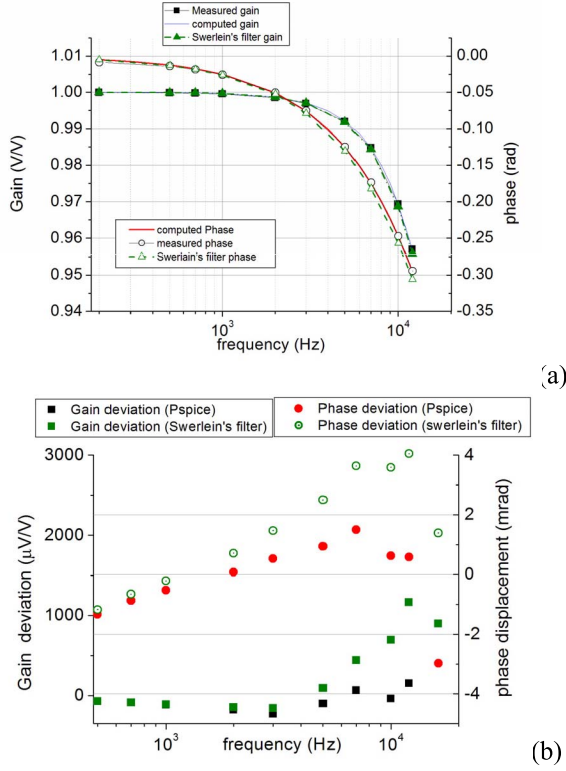 Measured gain
computed gain
Swerlein's filter gain
1.01
1.00
0.99
0.98
0.97
0.96
0.95
0.94
Gain (V/V)
0.00
-0.05
-0.10
-0.15
-0.20
-0.25
-0.30
-0.35
phase (rad)
computed Phase
measured phase
Swerlain's filter phase
10³ 10⁴
frequency (Hz)
(a)
Gain deviation (Pspice) Phase deviation (Pspice)
Gain deviation (Swerlein's filter) Phase deviation (swerlein's filter)
3000
2000
1000
0
Gain deviation (µV/V)
4
2
0
-2
-4
phase displacement (mrad)
10³ 10⁴
frequency (Hz)
(b)